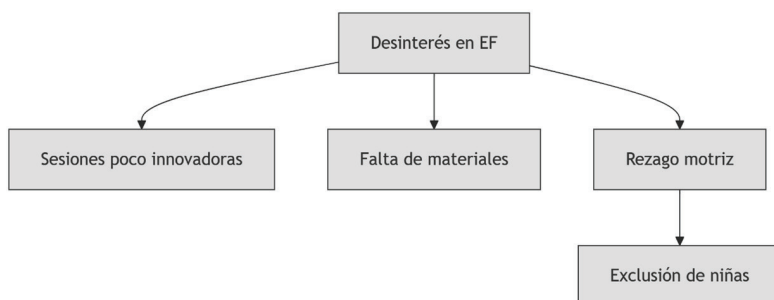 Desinterés en EF
Sesiones poco innovadoras
Falta de materiales
Rezago motriz
Exclusión de niñas